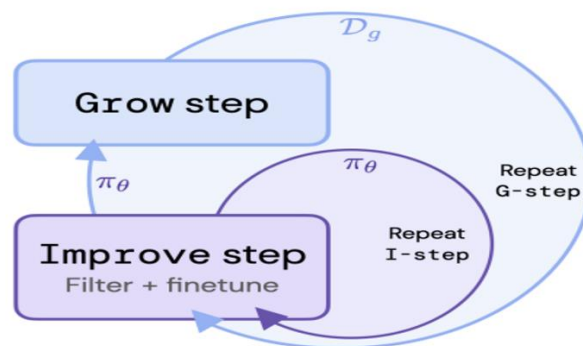 𝒟g
Grow step
πθ
πθ
Repeat
G-step
Improve step
Filter + finetune
Repeat
I-step